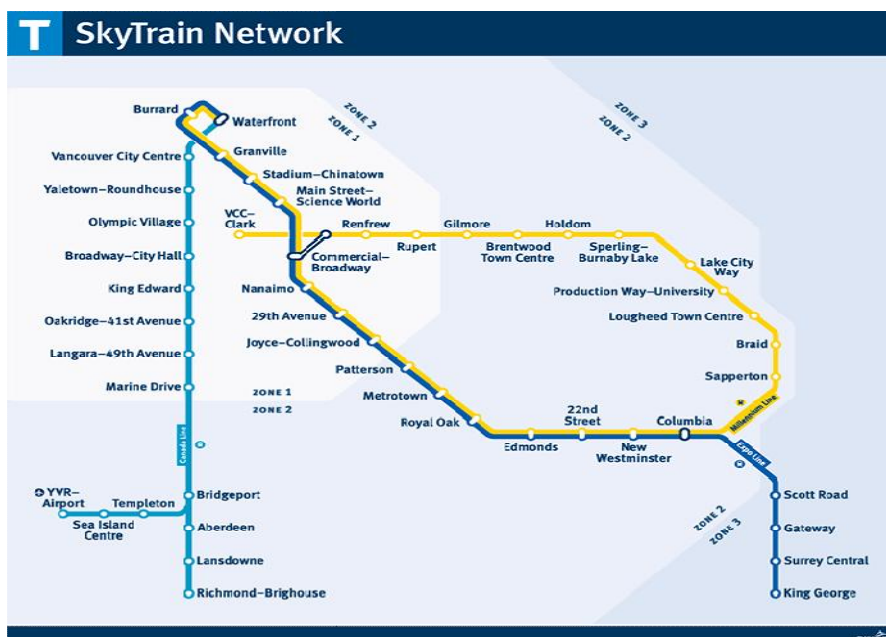 T SkyTrain Network
Burrard
Waterfront
ZONE 2
ZONE 1
ZONE 3
ZONE 2
Vancouver City Centre
Granville
Stadium–Chinatown
Yaletown–Roundhouse
Main Street–
Science World
Olympic Village
VCC–
Clark
Renfrew
Gilmore
Holdom
Rupert
Brentwood
Town Centre
Sperling–
Burnaby Lake
Broadway–City Hall
Commercial–
Broadway
Lake City
Way
King Edward
Nanaimo
Production Way–University
Oakridge–41st Avenue
29th Avenue
Lougheed Town Centre
Langara–49th Avenue
Joyce–Collingwood
Braid
Marine Drive
Patterson
Sapperton
ZONE 1
ZONE 2
Metrotown
Royal Oak
22nd
Street
Columbia
Millennium Line
Canada Line
Edmonds
New
Westminster
Expo Line
YVR–
Airport
Templeton
Bridgeport
Scott Road
Sea Island
Centre
Aberdeen
ZONE 2
ZONE 3
Gateway
Lansdowne
Surrey Central
Richmond–Brighouse
King George